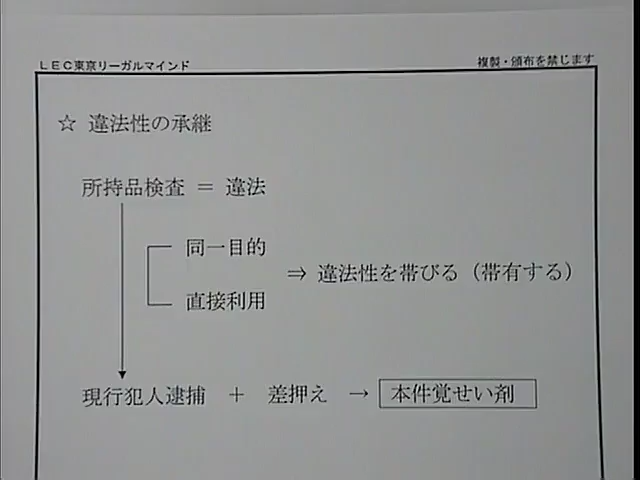 LEC東京リーガルマインド
複製・頒布を禁じます
☆ 違法性の承継
所持品検査 = 違法
同一目的
⇒ 違法性を帯びる（帯有する）
直接利用
現行犯人逮捕 + 差押え → 本件覚せい剤